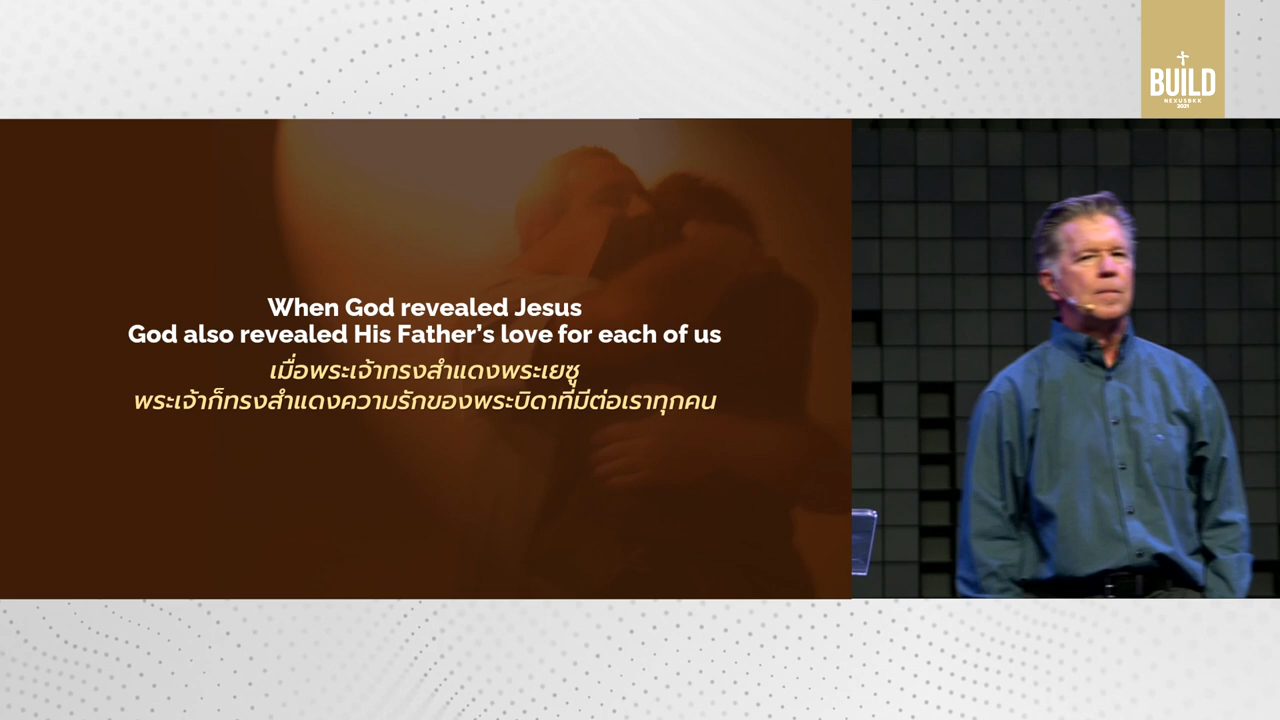 BUILD
NEXUSBKK
2021
When God revealed Jesus
God also revealed His Father’s love for each of us
เมื่อพระเจ้าทรงสำแดงพระเยซู
พระเจ้าก็ทรงสำแดงความรักของพระบิดาที่มีต่อเราทุกคน